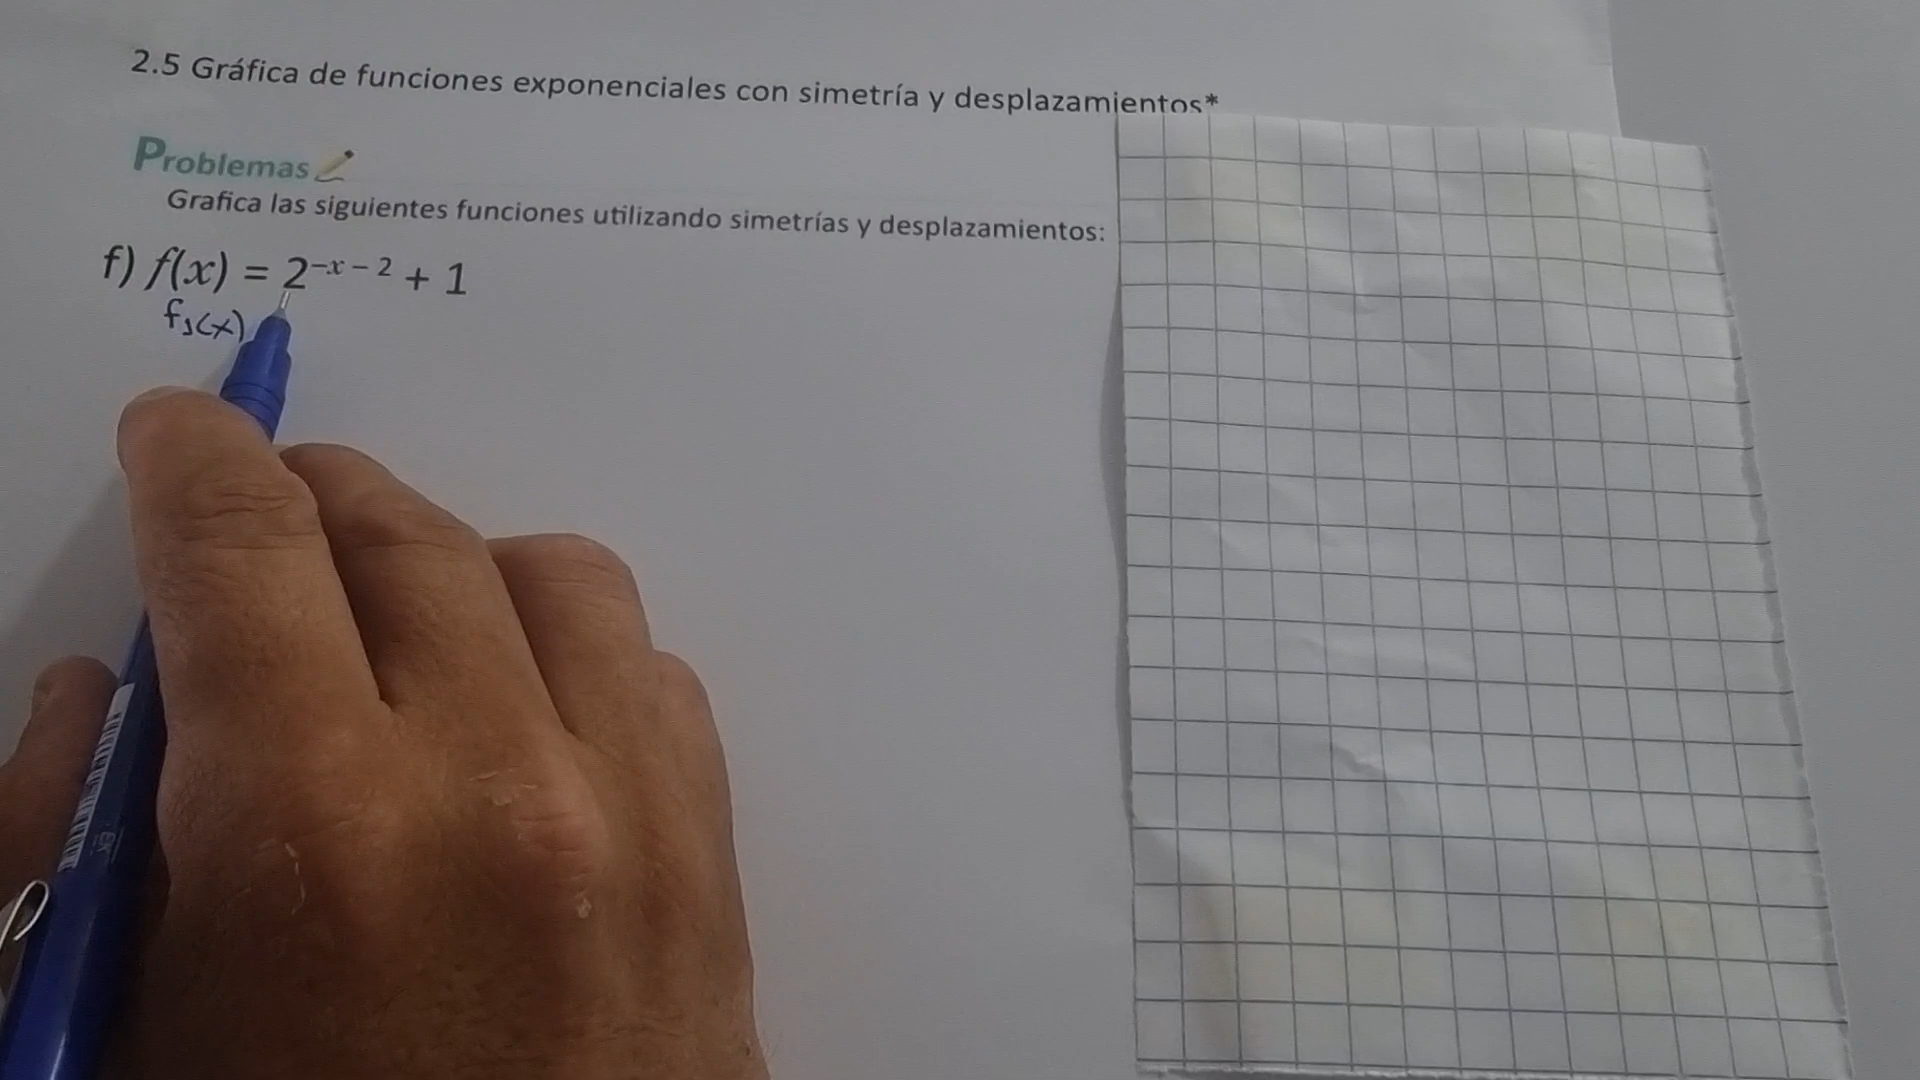 2.5 Gráfica de funciones exponenciales con simetría y desplazamientos*
Problemas
Grafica las siguientes funciones utilizando simetrías y desplazamientos:
f) f(x) = 2^{-x-2} + 1
f₁(x)